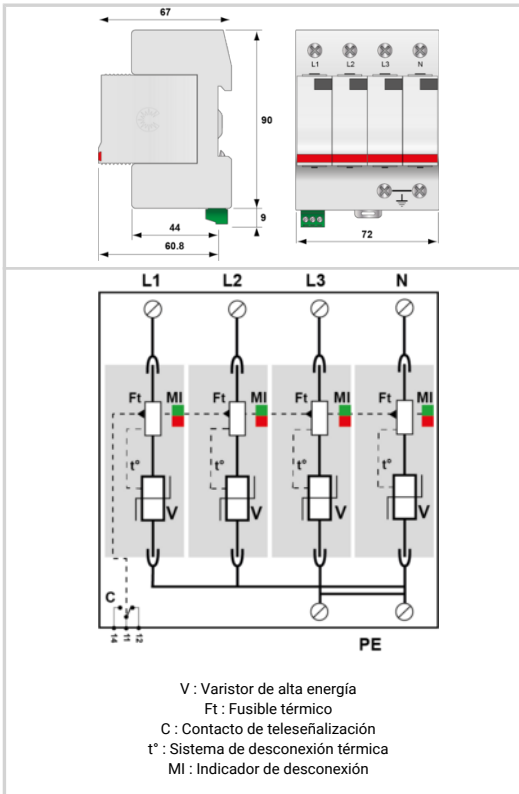 67
L1 L2 L3 N
90
9
44
60.8
72
L1 L2 L3 N
Ft MI Ft MI Ft MI Ft MI
t° t° t° t°
V V V V
C
14 11 12
PE
V : Varistor de alta energía
Ft : Fusible térmico
C : Contacto de teleseñalización
t° : Sistema de desconexión térmica
MI : Indicador de desconexión